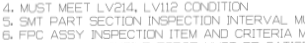 4. MUST MEET LV214, LV112 CONDITION
5. SMT PART SECTION INSPECTION INTERVAL
6. FPC ASSY INSPECTION ITEM AND CRITERIA